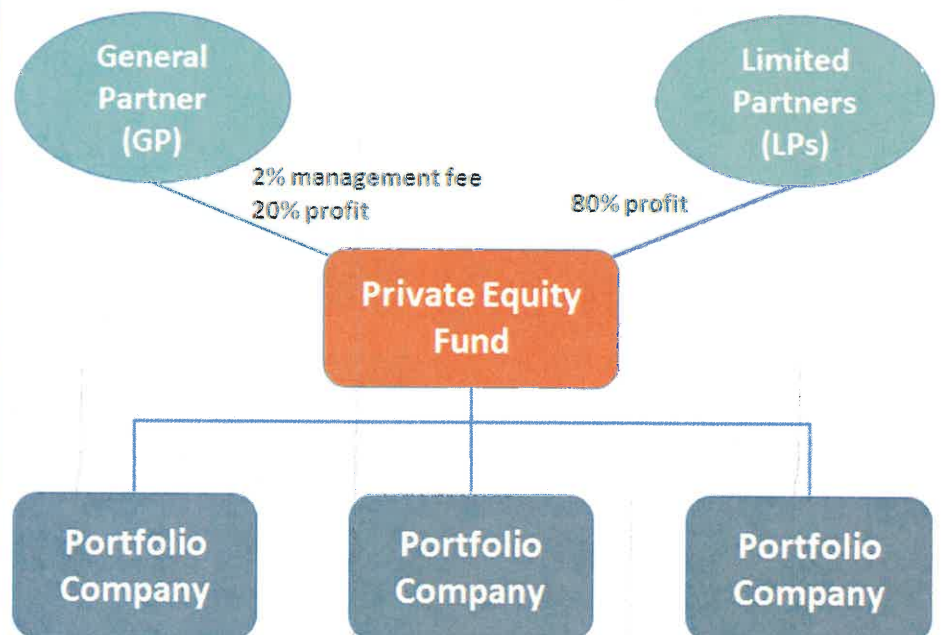 General
Partner
(GP)
Limited
Partners
(LPs)
2% management fee
20% profit
80% profit
Private Equity
Fund
Portfolio
Company
Portfolio
Company
Portfolio
Company